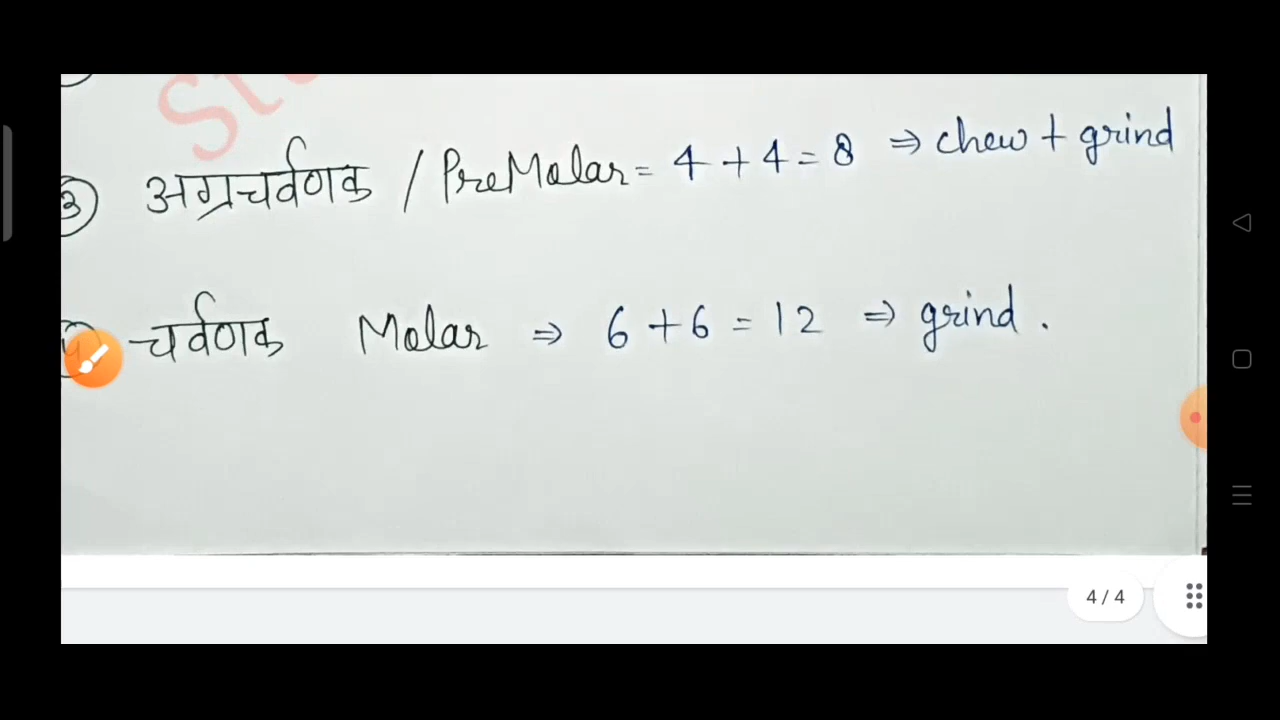 St
③ अग्रचर्वणक / PreMolar = 4 + 4 = 8 ⇒ chew + grind
चर्वणक Molar ⇒ 6 + 6 = 12 ⇒ grind .
4 / 4